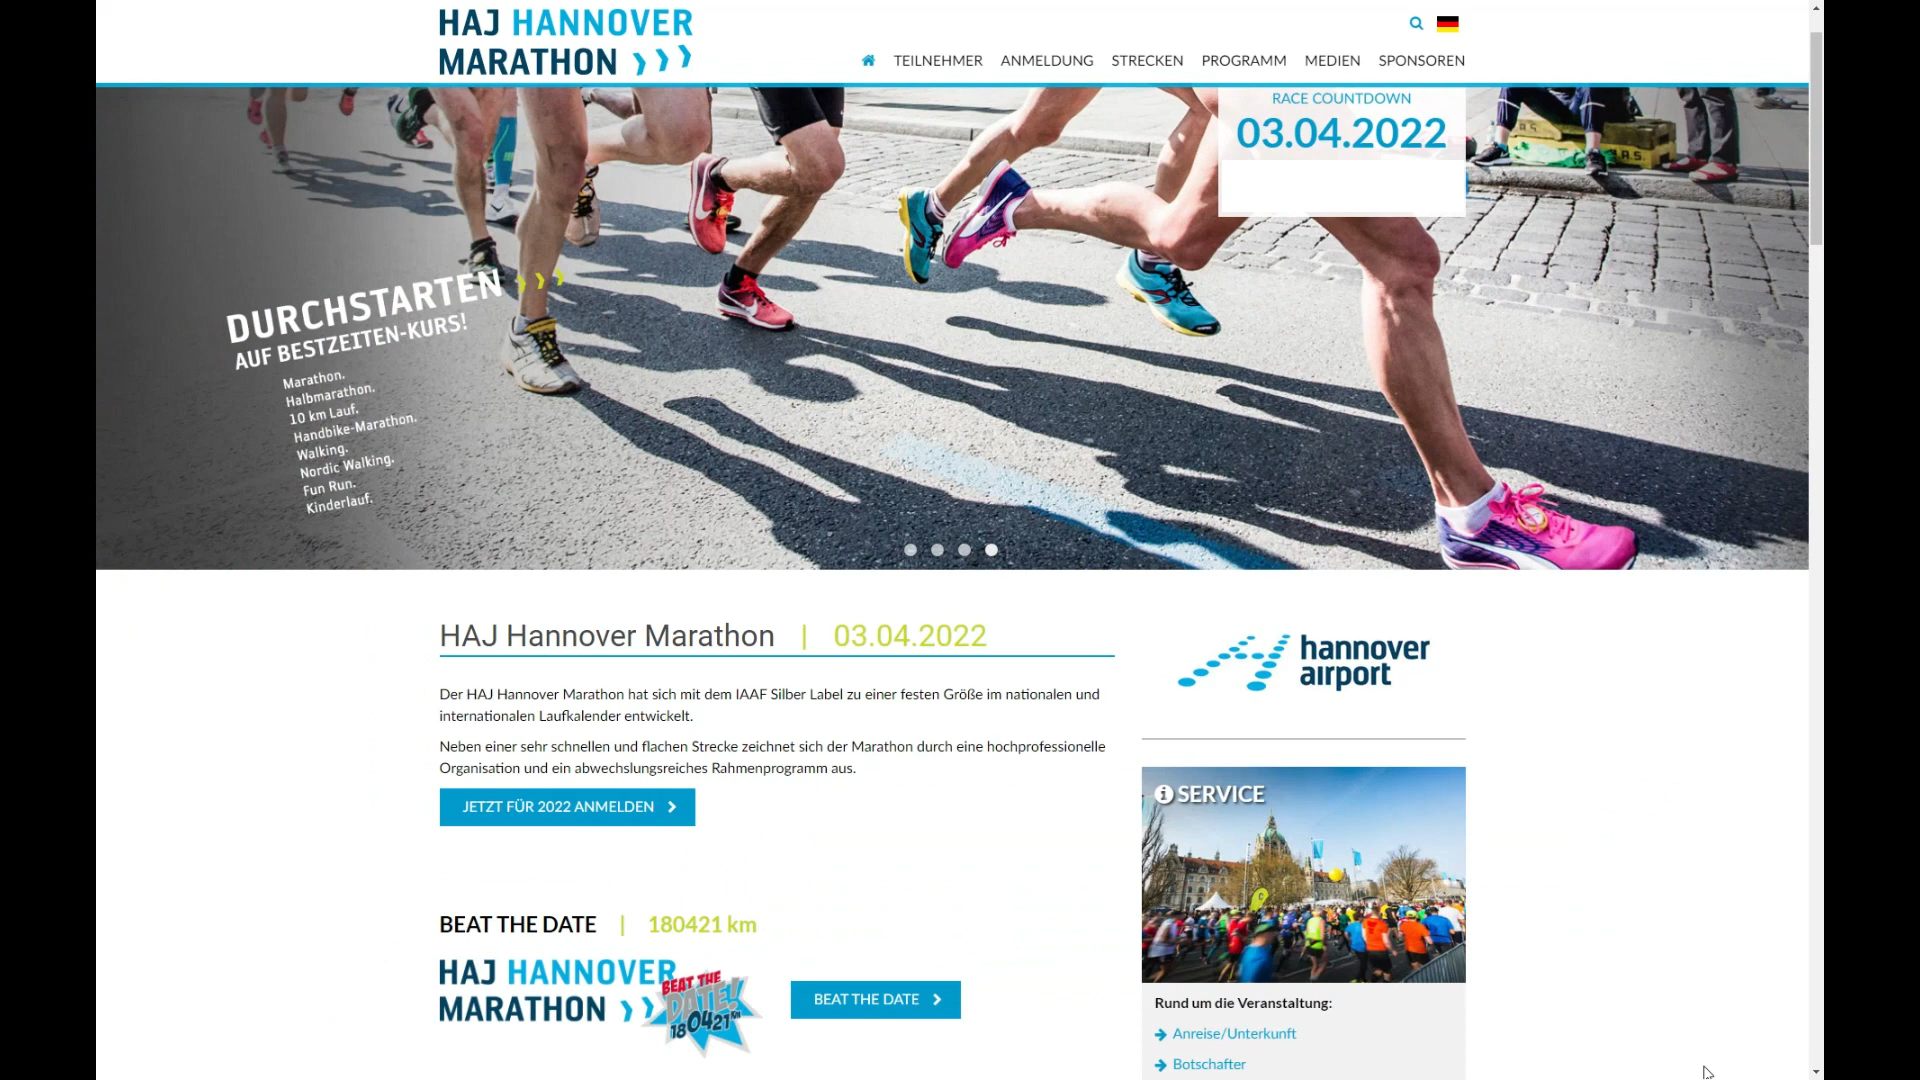 HAJ HANNOVER
MARATHON
TEILNEHMER ANMELDUNG STRECKEN PROGRAMM MEDIEN SPONSOREN
RACE COUNTDOWN
03.04.2022
DURCHSTARTEN
AUF BESTZEITEN-KURS!
Marathon.
Halbmarathon.
10 km Lauf.
Handbike-Marathon.
Walking.
Nordic Walking.
Fun Run.
Kinderlauf.
HAJ Hannover Marathon | 03.04.2022
Der HAJ Hannover Marathon hat sich mit dem IAAF Silber Label zu einer festen Größe im nationalen und
internationalen Laufkalender entwickelt.
Neben einer sehr schnellen und flachen Strecke zeichnet sich der Marathon durch eine hochprofessionelle
Organisation und ein abwechslungsreiches Rahmenprogramm aus.
JETZT FÜR 2022 ANMELDEN
BEAT THE DATE | 180421 km
HAJ HANNOVER
MARATHON
BEAT THE
DATE!
180421 KM
BEAT THE DATE
hannover
airport
SERVICE
Rund um die Veranstaltung:
Anreise/Unterkunft
Botschafter